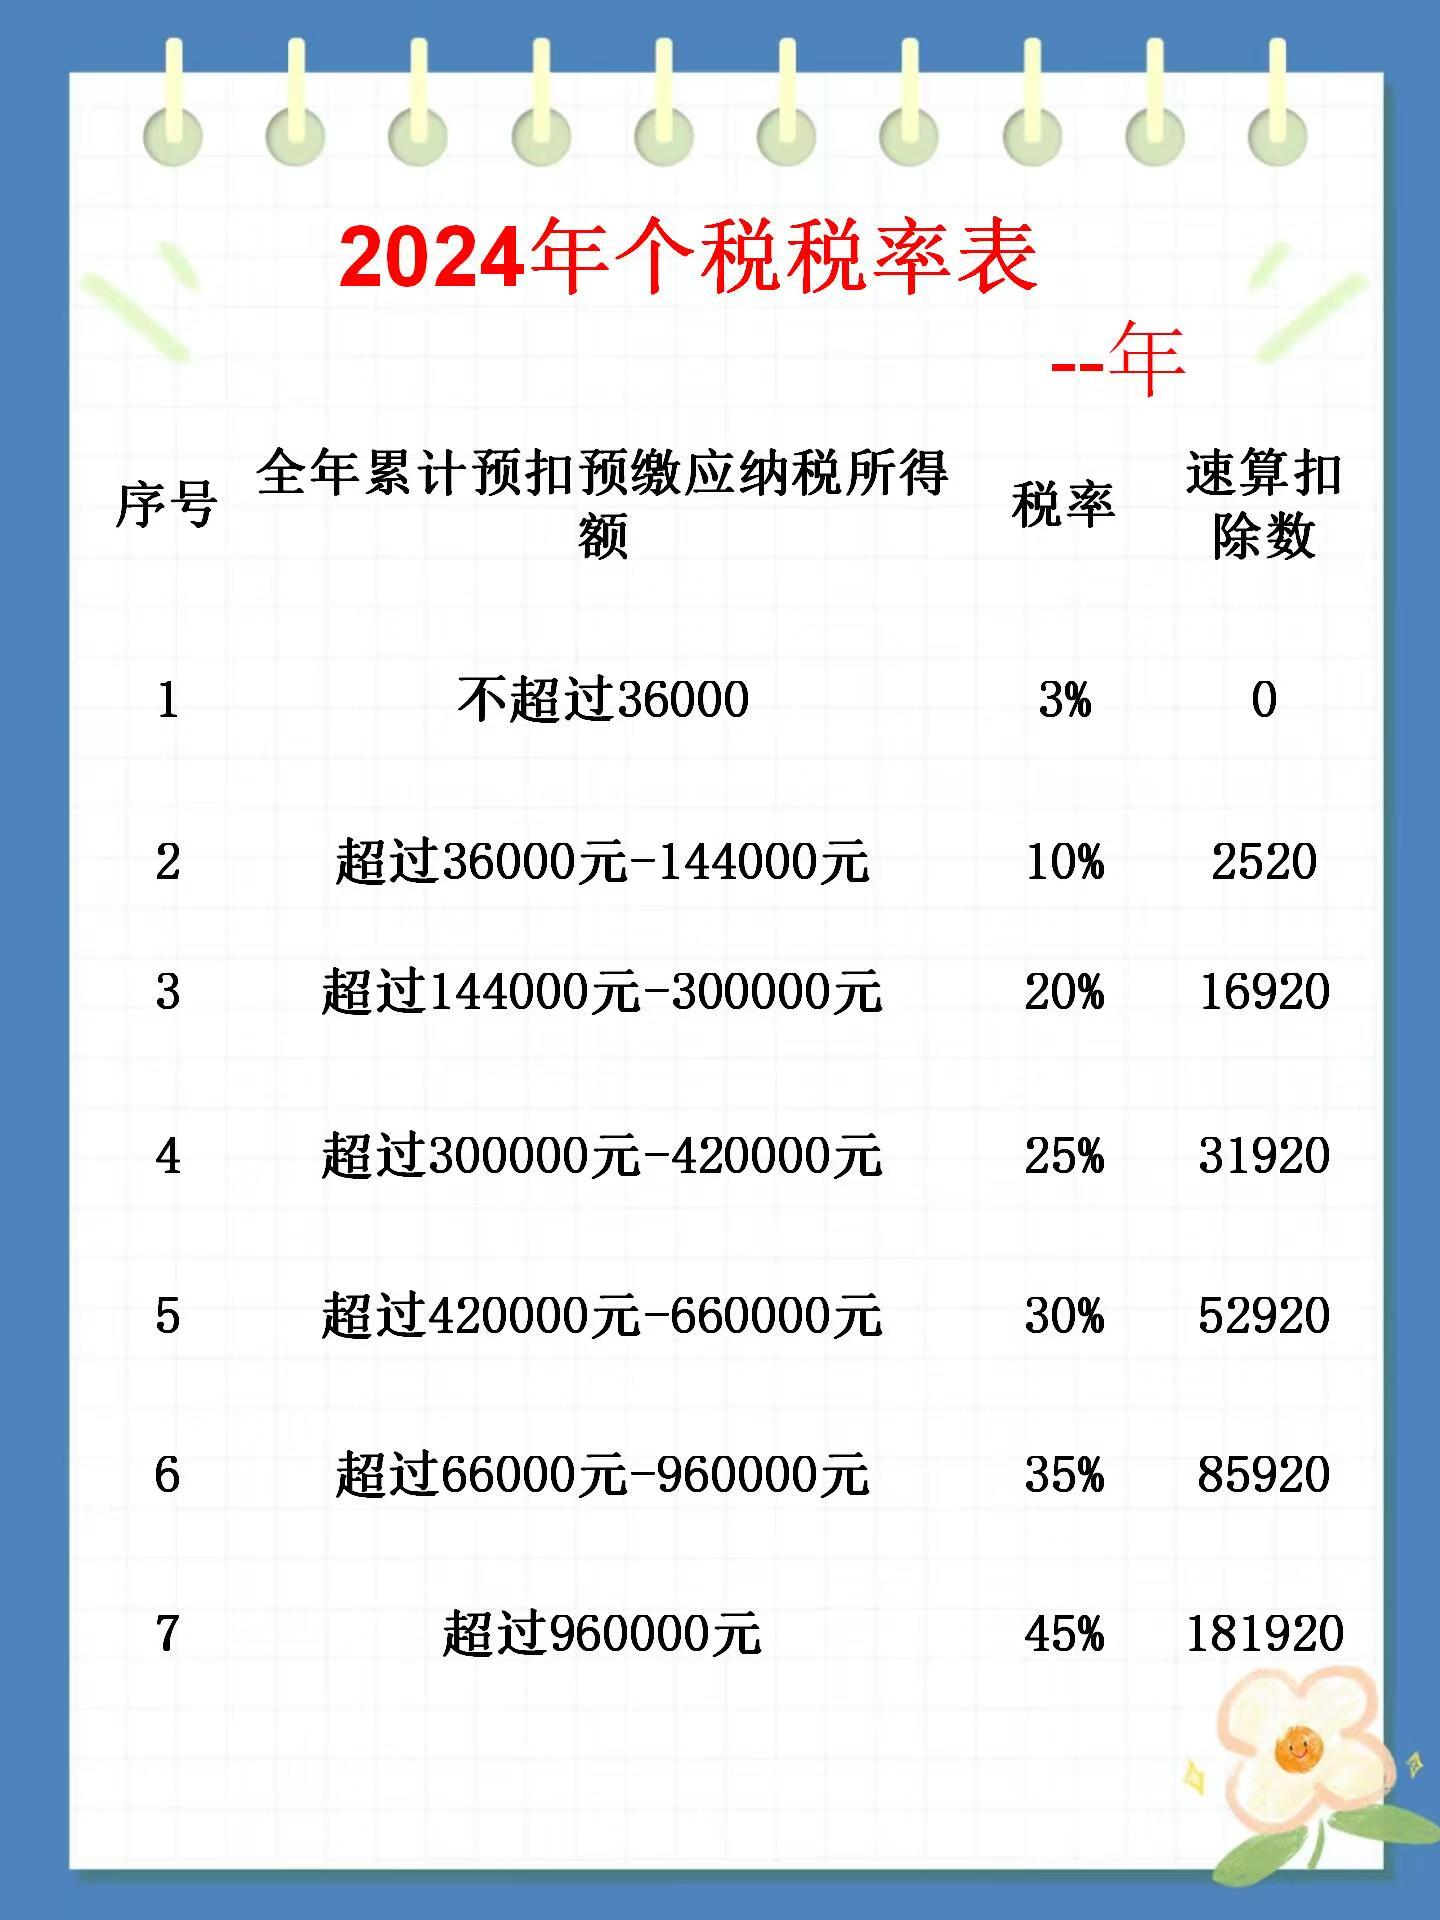 2024年个税税率表
--年
序号 全年累计预扣预缴应纳税所得额 税率 速算扣除数
1 不超过36000 3% 0
2 超过36000元-144000元 10% 2520
3 超过144000元-300000元 20% 16920
4 超过300000元-420000元 25% 31920
5 超过420000元-660000元 30% 52920
6 超过66000元-960000元 35% 85920
7 超过960000元 45% 181920